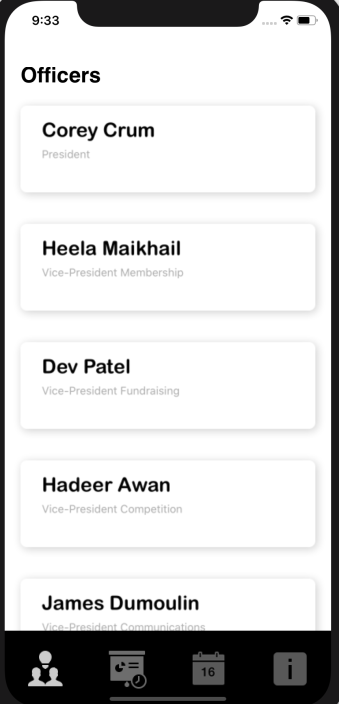 9:33
Officers
Corey Crum
President
Heela Maikhail
Vice-President Membership
Dev Patel
Vice-President Fundraising
Hadeer Awan
Vice-President Competition
James Dumoulin
Vice-President Communications
16
i